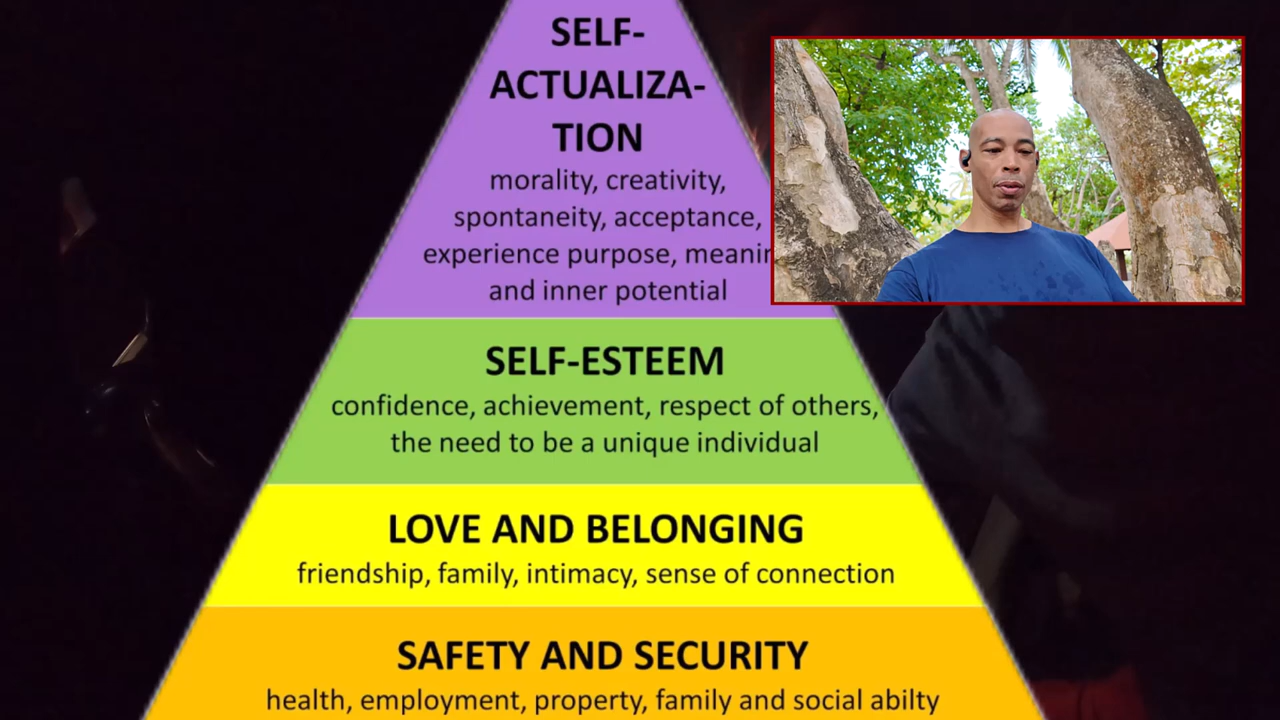 SELF-
ACTUALIZA-
TION
morality, creativity,
spontaneity, acceptance,
experience purpose, meanin
and inner potential
SELF-ESTEEM
confidence, achievement, respect of others,
the need to be a unique individual
LOVE AND BELONGING
friendship, family, intimacy, sense of connection
SAFETY AND SECURITY
health, employment, property, family and social abilty